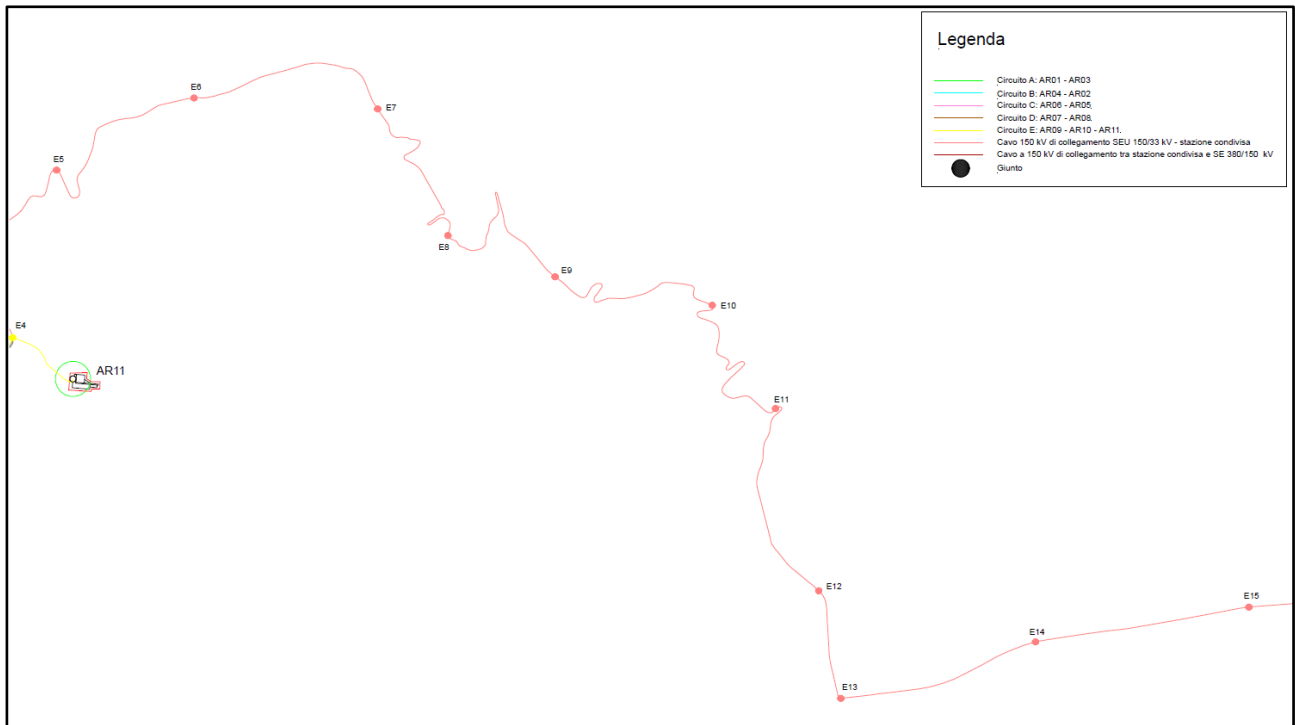 Legenda
Circuito A: AR01 - AR03
Circuito B: AR04 - AR02
Circuito C: AR06 - AR05
Circuito D: AR07 - AR08.
Circuito E: AR09 - AR10 - AR11.
Cavo 150 kV di collegamento SEU 150/33 kV - stazione condivisa
Cavo a 150 kV di collegamento tra stazione condivisa e SE 380/150 kV
Giunto
E6
E7
E5
E8
E9
E10
E4
AR11
E11
E12
E15
E14
E13